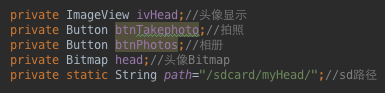 private ImageView ivHead;//头像显示
private Button btnTakephoto;//拍照
private Button btnPhotos;//相册
private Bitmap head;//头像Bitmap
private static String path="/sdcard/myHead/";//sd路径